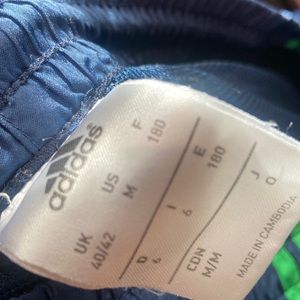 adidas
UK US F
40/42 M 180
D I E
6 6 180
CDN J
M/M O
MADE IN CAMBODIA